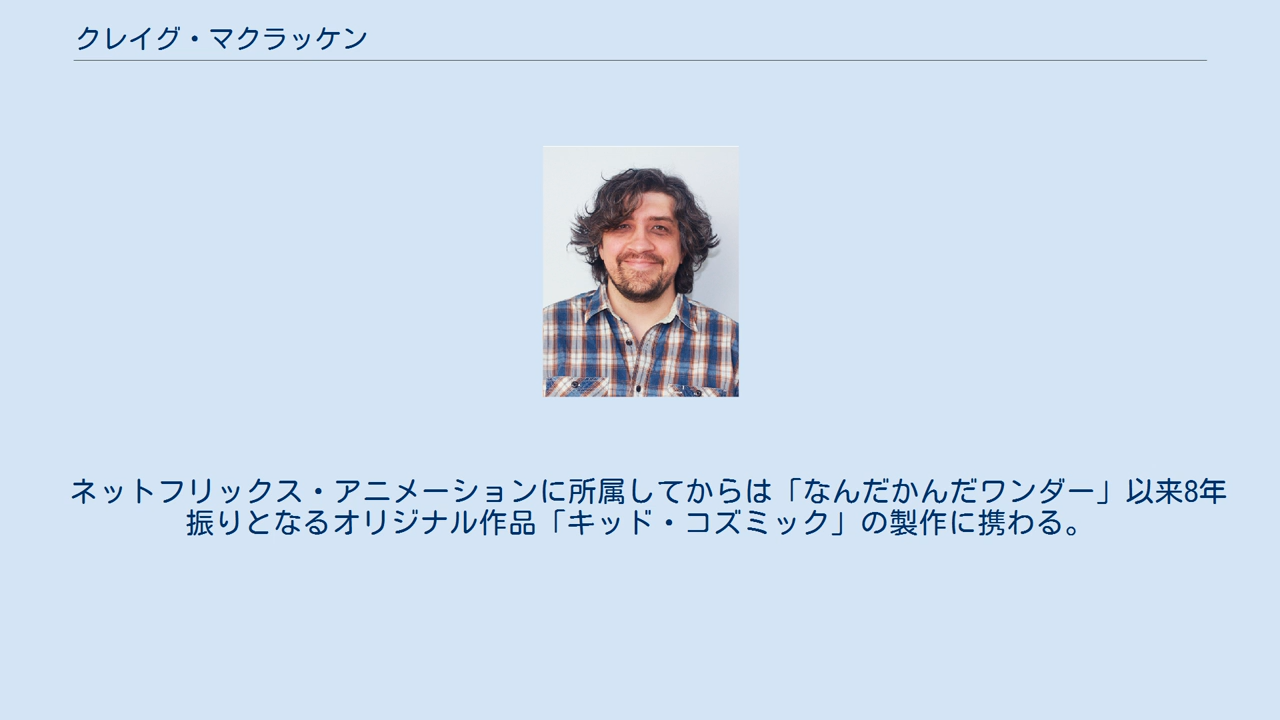 クレイグ・マクラッケン
ネットフリックス・アニメーションに所属してからは「なんだかんだワンダー」以来8年
振りとなるオリジナル作品「キッド・コズミック」の製作に携わる。